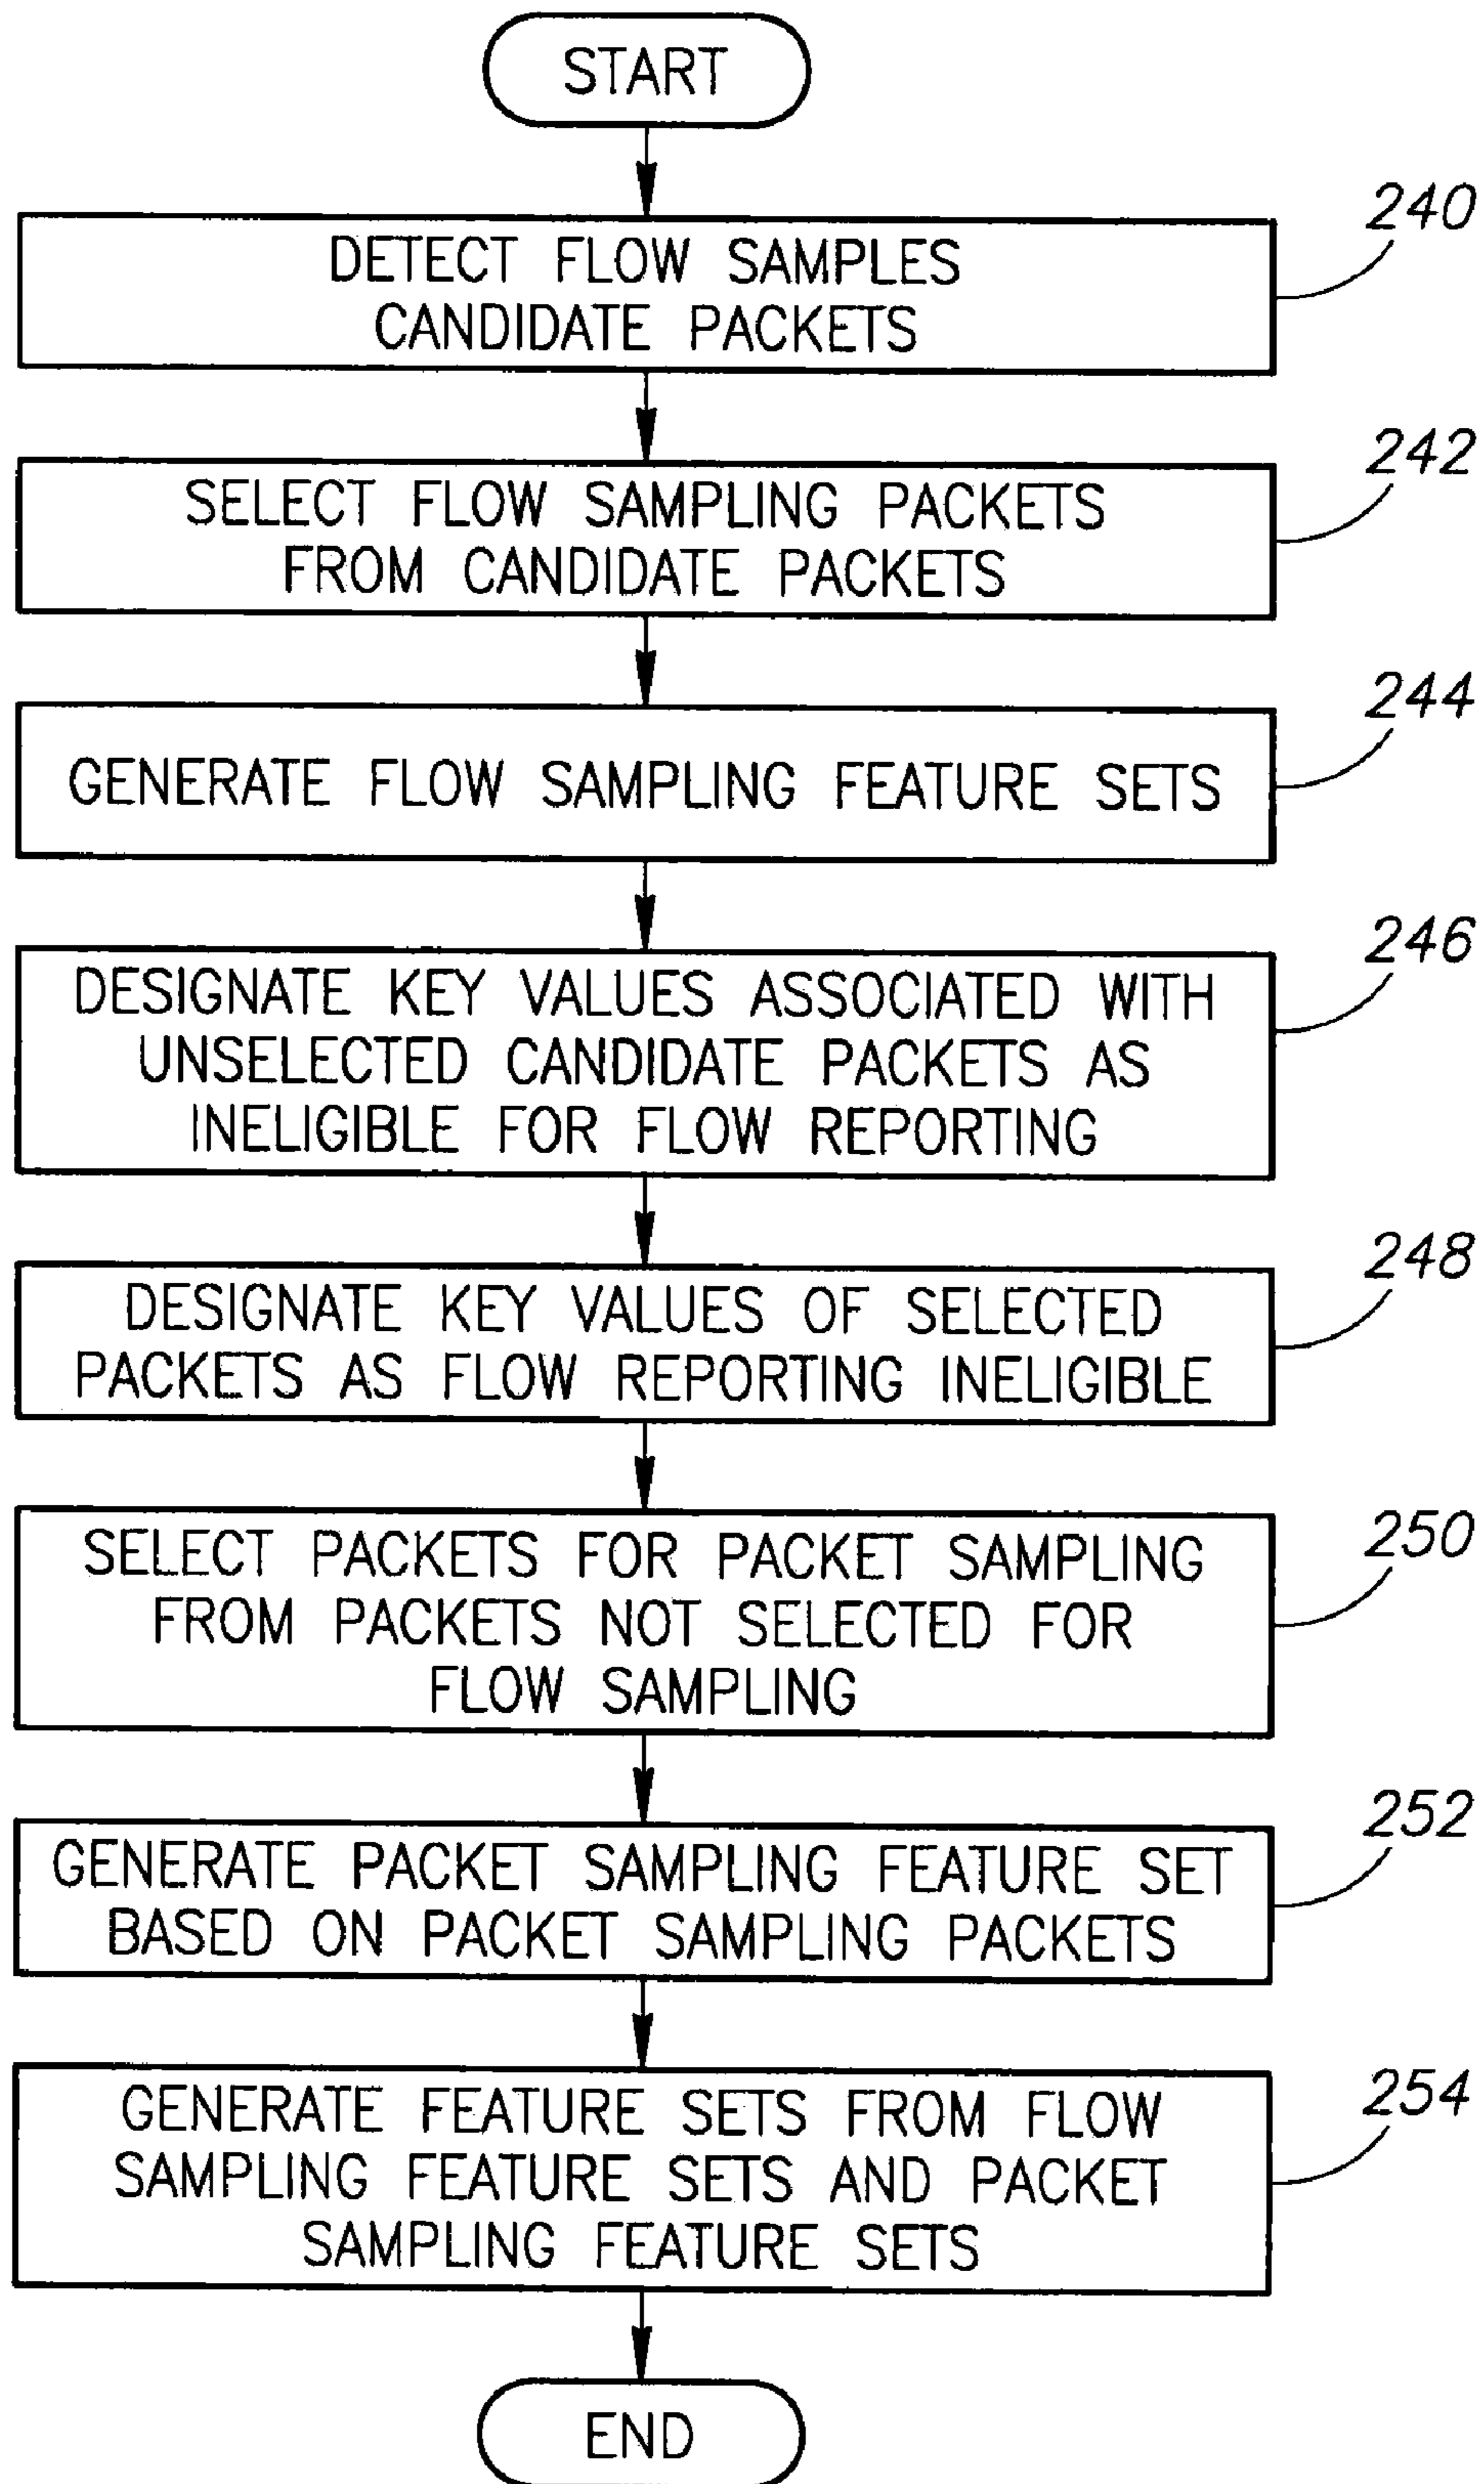 START
240
DETECT FLOW SAMPLES
CANDIDATE PACKETS
242
SELECT FLOW SAMPLING PACKETS
FROM CANDIDATE PACKETS
244
GENERATE FLOW SAMPLING FEATURE SETS
246
DESIGNATE KEY VALUES ASSOCIATED WITH
UNSELECTED CANDIDATE PACKETS AS
INELIGIBLE FOR FLOW REPORTING
248
DESIGNATE KEY VALUES OF SELECTED
PACKETS AS FLOW REPORTING INELIGIBLE
250
SELECT PACKETS FOR PACKET SAMPLING
FROM PACKETS NOT SELECTED FOR
FLOW SAMPLING
252
GENERATE PACKET SAMPLING FEATURE SET
BASED ON PACKET SAMPLING PACKETS
254
GENERATE FEATURE SETS FROM FLOW
SAMPLING FEATURE SETS AND PACKET
SAMPLING FEATURE SETS
END